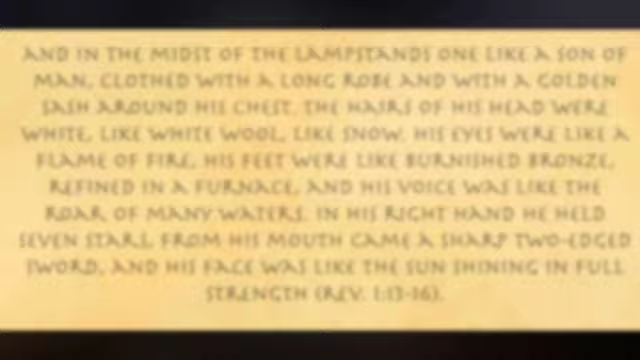 AND IN THE MIDST OF THE LAMPSTANDS ONE LIKE A SON OF
MAN, CLOTHED WITH A LONG ROBE AND WITH A GOLDEN
SASH AROUND HIS CHEST. THE HAIRS OF HIS HEAD WERE
WHITE, LIKE WHITE WOOL, LIKE SNOW. HIS EYES WERE LIKE A
FLAME OF FIRE, HIS FEET WERE LIKE BURNISHED BRONZE,
REFINED IN A FURNACE, AND HIS VOICE WAS LIKE THE
ROAR OF MANY WATERS. IN HIS RIGHT HAND HE HELD
SEVEN STARS, FROM HIS MOUTH CAME A SHARP TWO-EDGED
SWORD, AND HIS FACE WAS LIKE THE SUN SHINING IN FULL
STRENGTH (REV. 1:13-16).